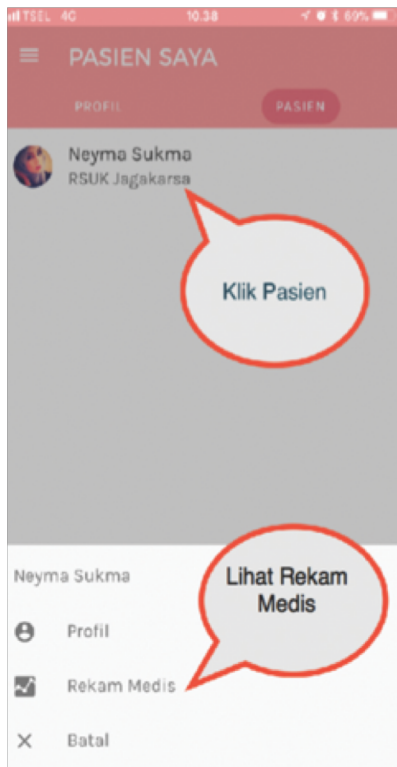 TSEL 4G 10.38 69%
PASIEN SAYA
PROFIL PASIEN
Neyma Sukma
RSUK Jagakarsa
Klik Pasien
Neyma Sukma
Lihat Rekam
Medis
Profil
Rekam Medis
Batal